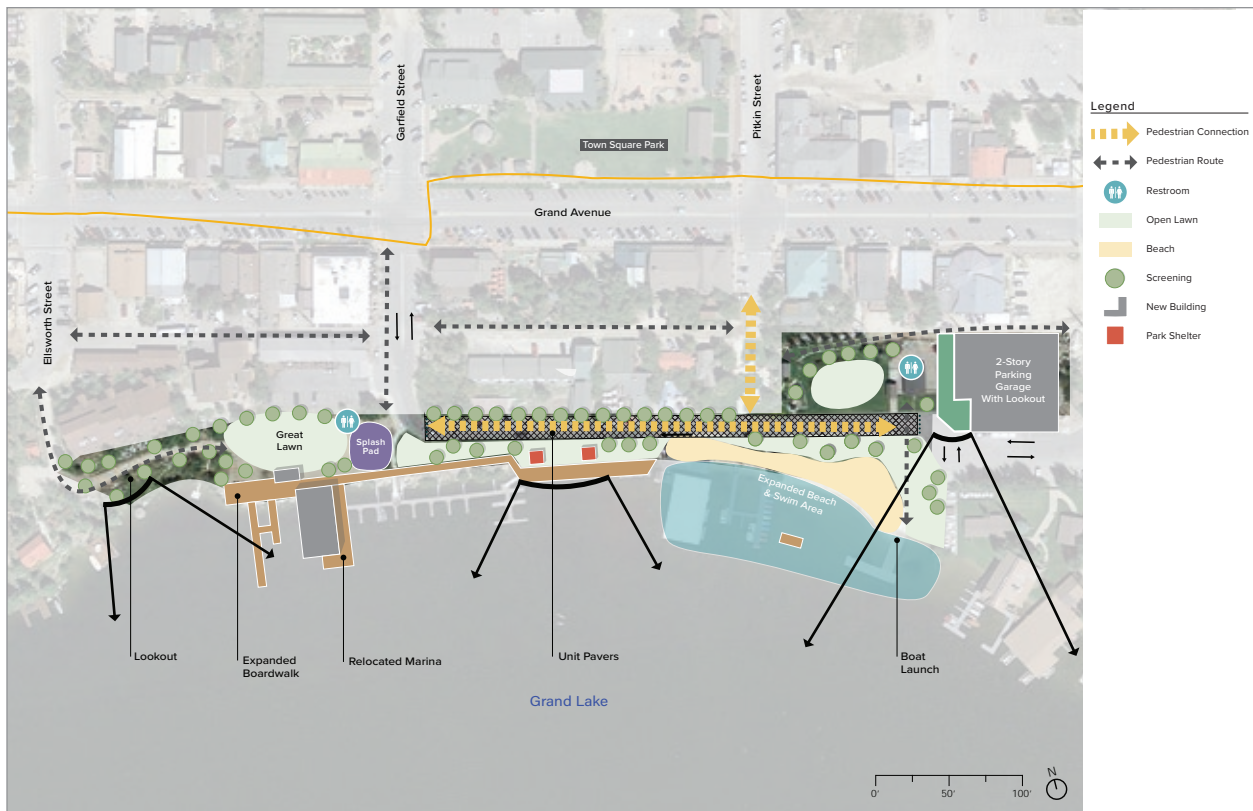 Garfield Street
Pitkin Street
Town Square Park
Grand Avenue
Ellsworth Street
2-Story
Parking
Garage
With Lookout
Great
Lawn
Splash
Pad
Expanded Beach
& Swim Area
Lookout
Expanded
Boardwalk
Relocated Marina
Unit Pavers
Boat
Launch
Grand Lake
0'
50'
100'
N
Legend
Pedestrian Connection
Pedestrian Route
Restroom
Open Lawn
Beach
Screening
New Building
Park Shelter